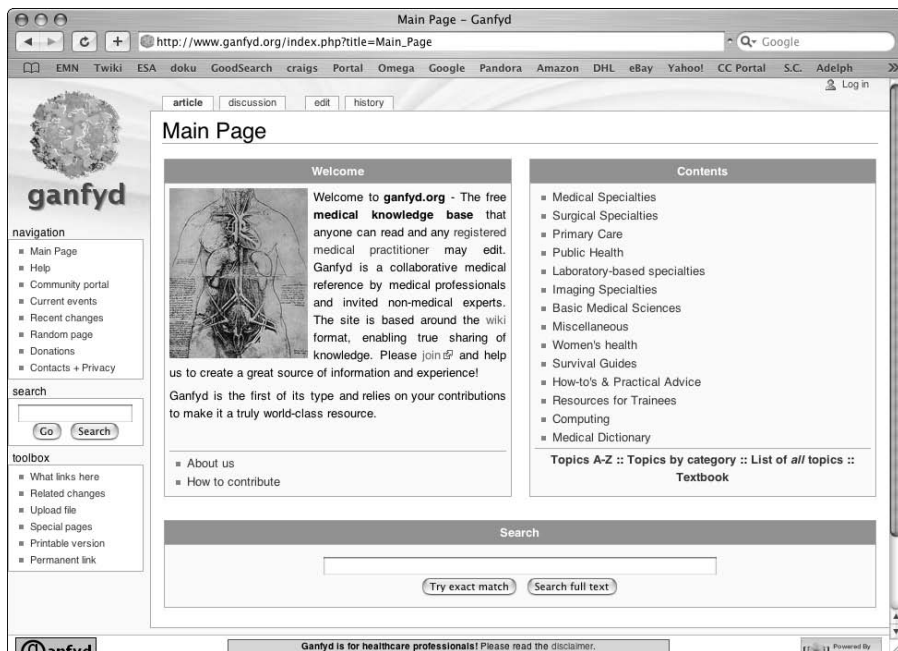 Main Page – Ganfyd
http://www.ganfyd.org/index.php?title=Main_Page
Google
EMN Twiki ESA doku GoodSearch craigs Portal Omega Google Pandora Amazon DHL eBay Yahoo! CC Portal S.C. Adelph
Log in
article discussion edit history
ganfyd
navigation
Main Page
Help
Community portal
Current events
Recent changes
Random page
Donations
Contacts + Privacy
search
Go Search
toolbox
What links here
Related changes
Upload file
Special pages
Printable version
Permanent link
Main Page
Welcome
Welcome to ganfyd.org - The free
medical knowledge base that
anyone can read and any registered
medical practitioner may edit.
Ganfyd is a collaborative medical
reference by medical professionals
and invited non-medical experts.
The site is based around the wiki
format, enabling true sharing of
knowledge. Please join and help
us to create a great source of information and experience!
Ganfyd is the first of its type and relies on your contributions
to make it a truly world-class resource.
About us
How to contribute
Contents
Medical Specialties
Surgical Specialties
Primary Care
Public Health
Laboratory-based specialties
Imaging Specialties
Basic Medical Sciences
Miscellaneous
Women's health
Survival Guides
How-to's & Practical Advice
Resources for Trainees
Computing
Medical Dictionary
Topics A-Z :: Topics by category :: List of all topics ::
Textbook
Search
Try exact match Search full text
Ganfyd is for healthcare professionals! Please read the disclaimer.
Powered By